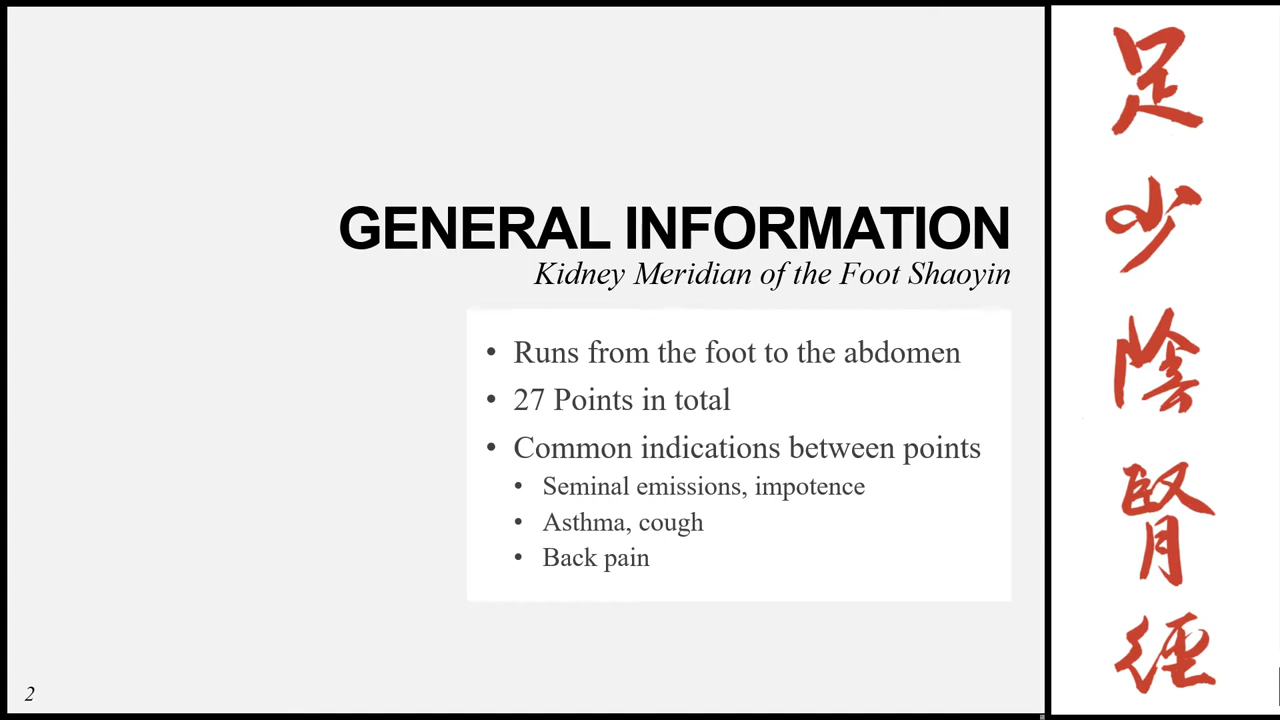 GENERAL INFORMATION
Kidney Meridian of the Foot Shaoyin
• Runs from the foot to the abdomen
• 27 Points in total
• Common indications between points
• Seminal emissions, impotence
• Asthma, cough
• Back pain
2
足
少
陰
腎
經